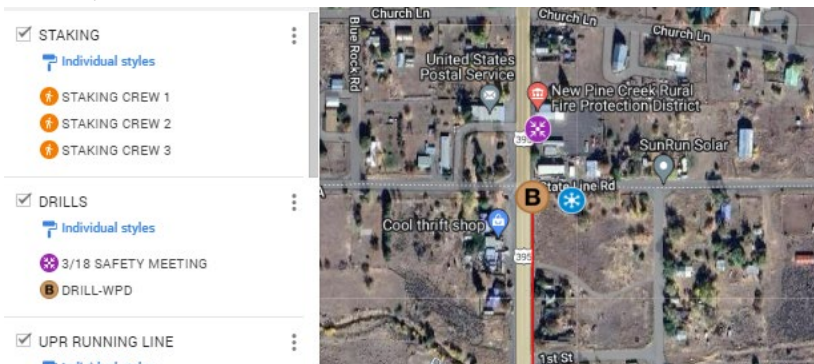 STAKING
Individual styles
STAKING CREW 1
STAKING CREW 2
STAKING CREW 3
DRILLS
Individual styles
3/18 SAFETY MEETING
B DRILL-WPD
UPR RUNNING LINE
Individual styles
Church Ln
Church Ln
Church Ln
Blue Rock Rd
United States
Postal Service
New Pine Creek Rural
Fire Protection District
395
SunRun Solar
State Line Rd
B
Cool thrift shop
395
1st St